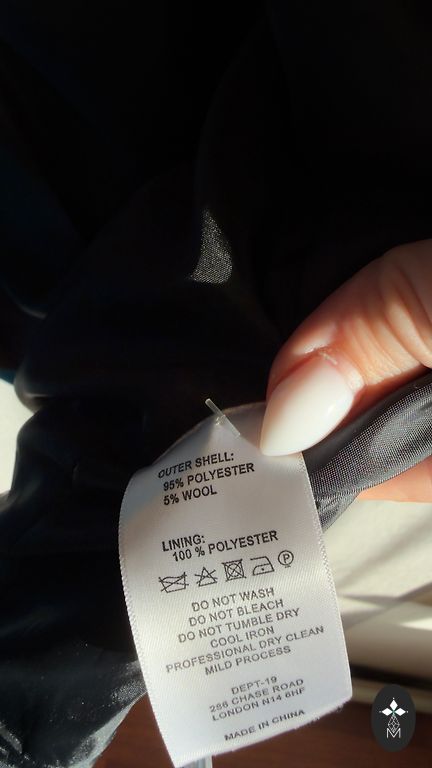 OUTER SHELL:
95% POLYESTER
5% WOOL
LINING:
100 % POLYESTER
P
DO NOT WASH
DO NOT BLEACH
DO NOT TUMBLE DRY
COOL IRON
PROFESSIONAL DRY CLEAN
MILD PROCESS
DEPT-19
286 CHASE ROAD
LONDON N14 6HF
MADE IN CHINA
M